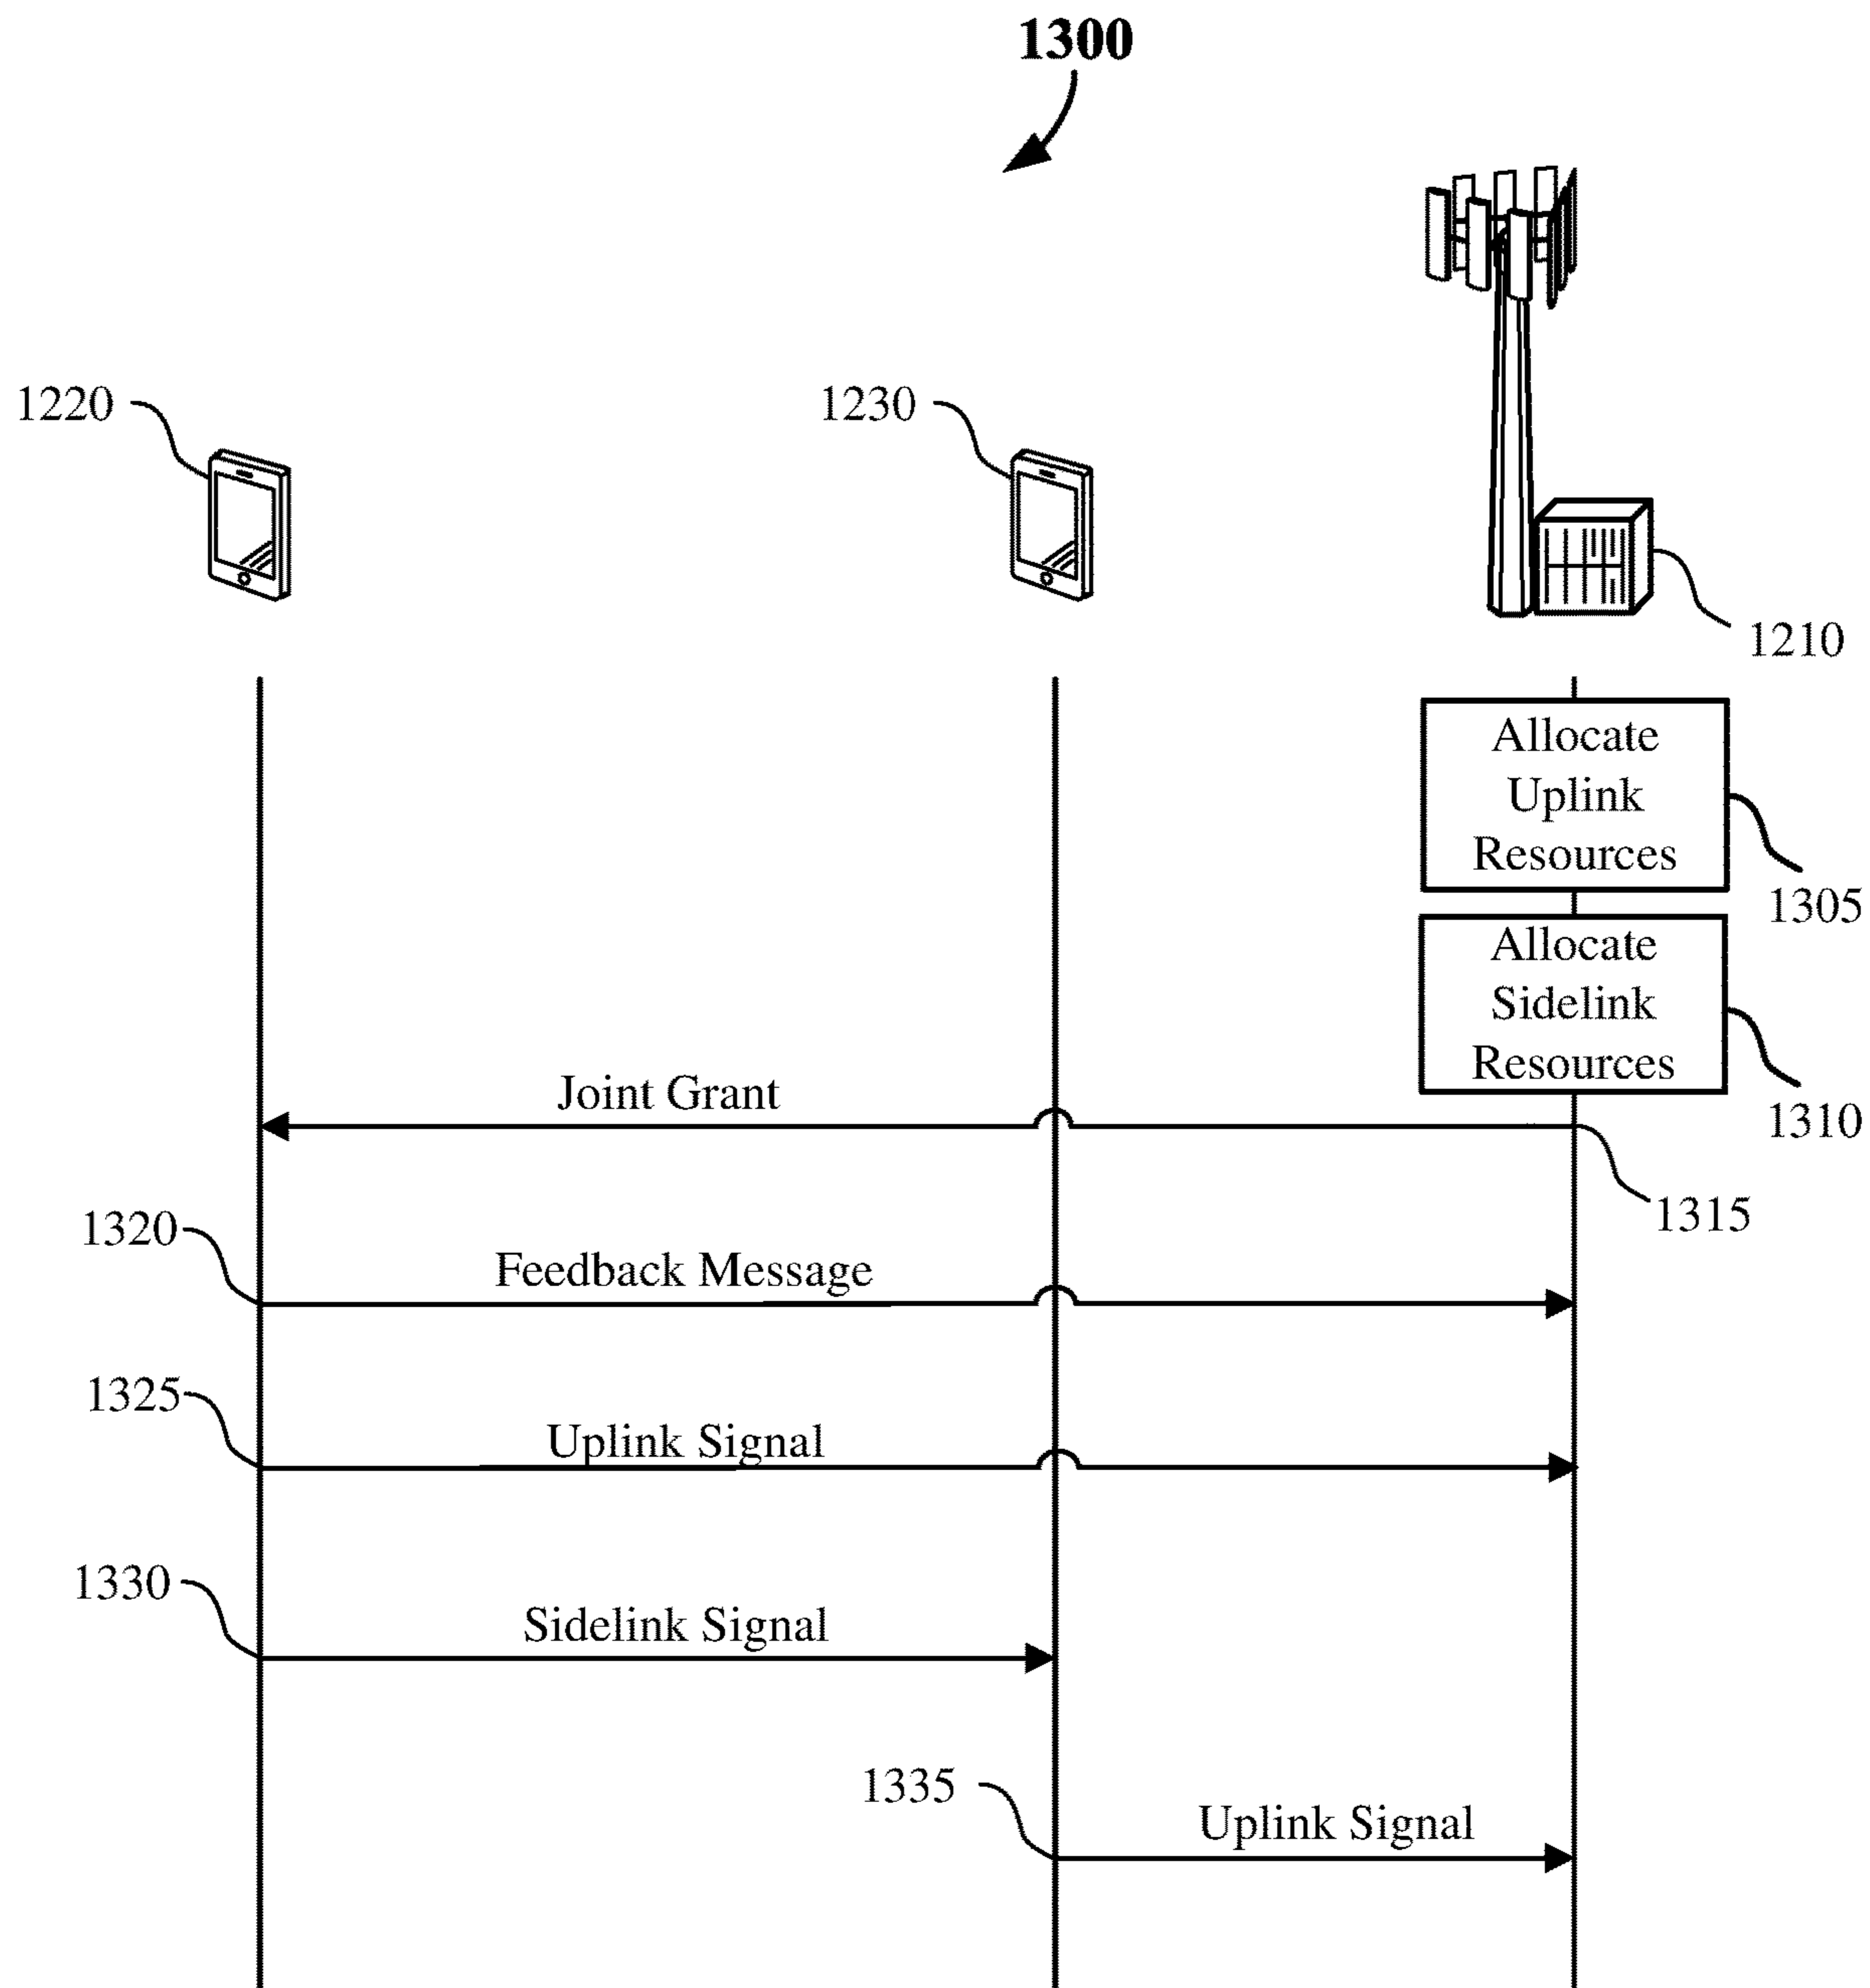 1300
1220
1230
1210
Allocate
Uplink
Resources
1305
Allocate
Sidelink
Resources
1310
Joint Grant
1315
1320
Feedback Message
1325
Uplink Signal
1330
Sidelink Signal
1335
Uplink Signal